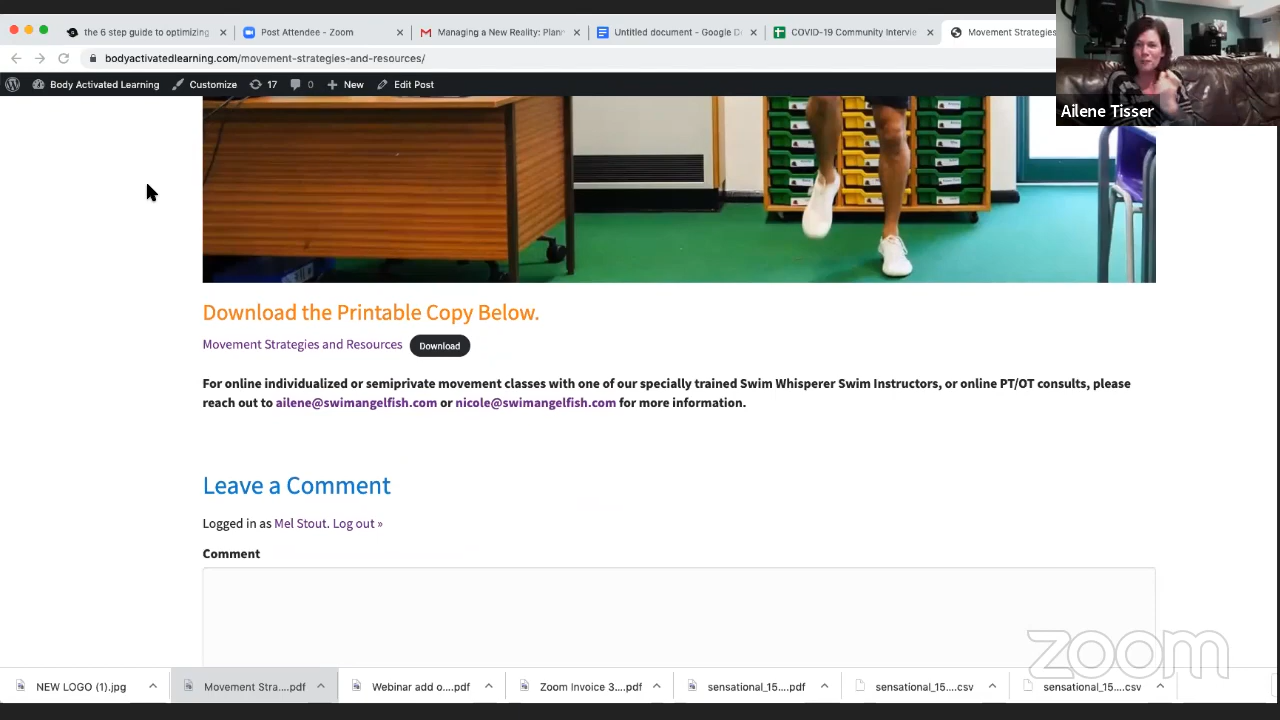 the 6 step guide to optimizing
Post Attendee - Zoom
Managing a New Reality: Plann
Untitled document - Google D
COVID-19 Community Intervie
Movement Strategies
bodyactivatedlearning.com/movement-strategies-and-resources/
Body Activated Learning
Customize
17
0
New
Edit Post
Ailene Tisser
Download the Printable Copy Below.
Movement Strategies and Resources
Download
For online individualized or semiprivate movement classes with one of our specially trained Swim Whisperer Swim Instructors, or online PT/OT consults, please
reach out to ailene@swimangelfish.com or nicole@swimangelfish.com for more information.
Leave a Comment
Logged in as Mel Stout. Log out »
Comment
zoom
NEW LOGO (1).jpg
Movement Stra....pdf
Webinar add o....pdf
Zoom Invoice 3....pdf
sensational_15....pdf
sensational_15....csv
sensational_15....csv